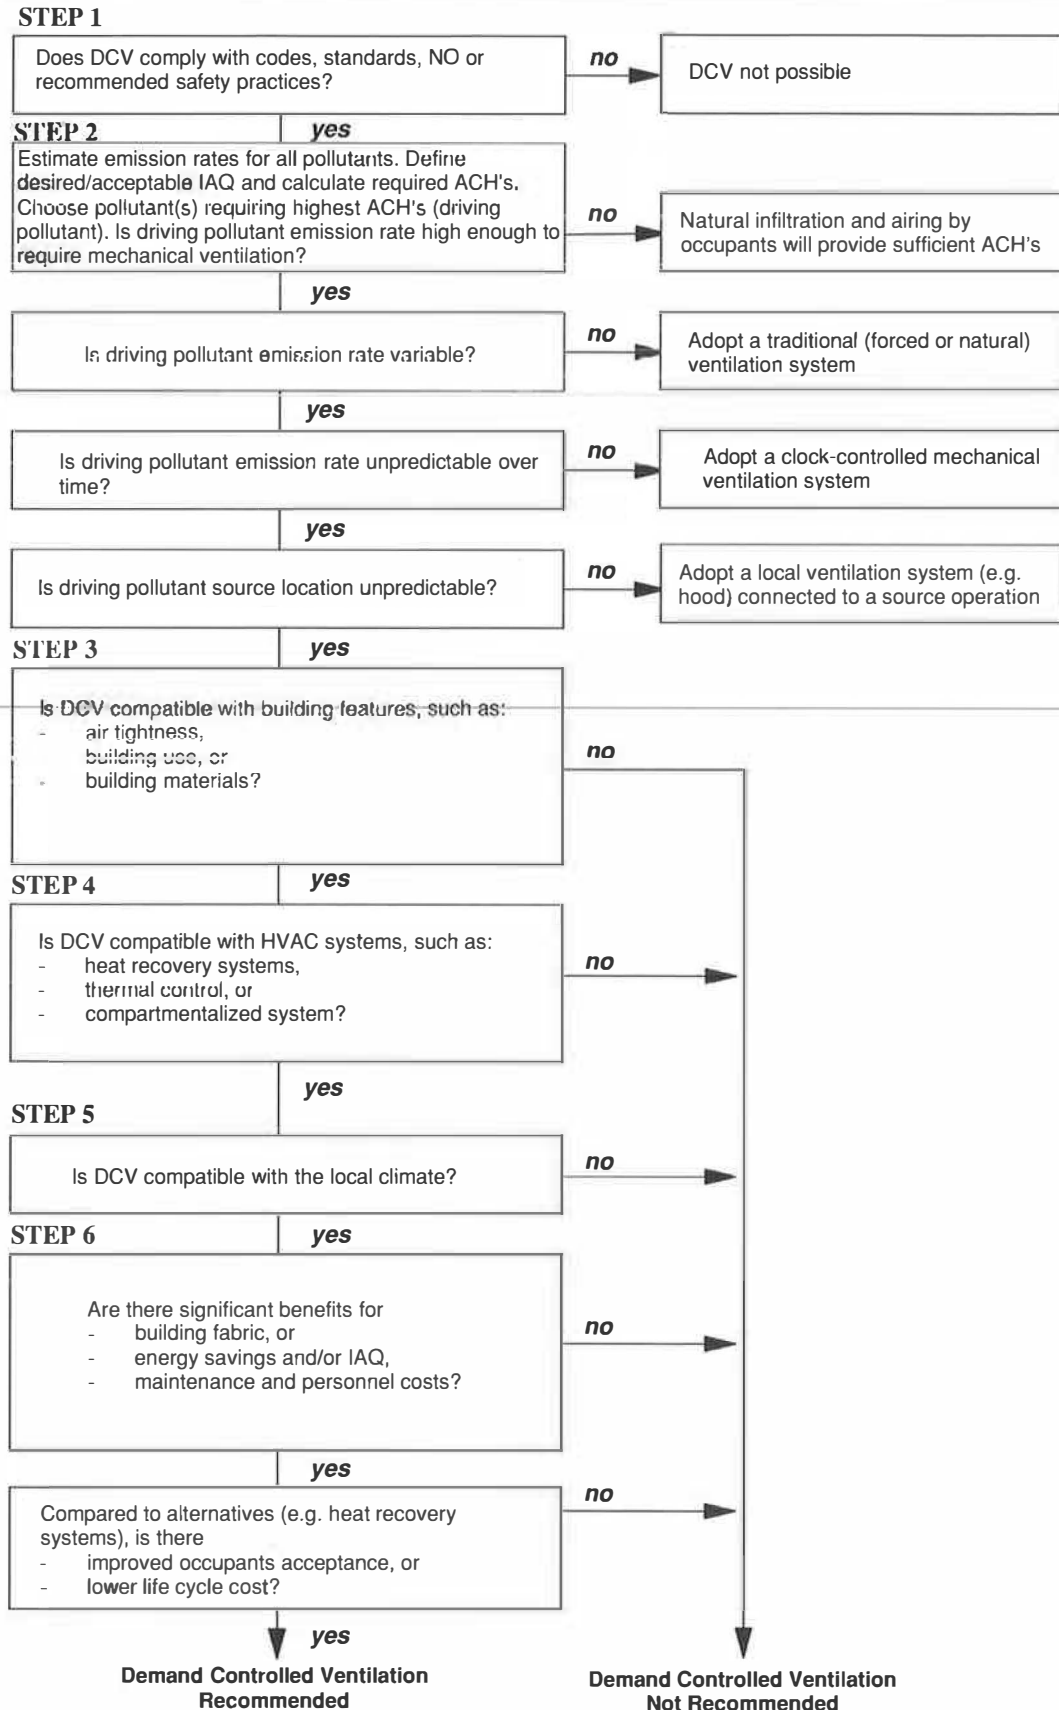 STEP 1
Does DCV comply with codes, standards, NO or
recommended safety practices?
no
DCV not possible
yes
STEP 2
Estimate emission rates for all pollutants. Define
desired/acceptable IAQ and calculate required ACH's.
Choose pollutant(s) requiring highest ACH's (driving
pollutant). Is driving pollutant emission rate high enough to
require mechanical ventilation?
no
Natural infiltration and airing by
occupants will provide sufficient ACH's
yes
Is driving pollutant emission rate variable?
no
Adopt a traditional (forced or natural)
ventilation system
yes
Is driving pollutant emission rate unpredictable over
time?
no
Adopt a clock-controlled mechanical
ventilation system
yes
Is driving pollutant source location unpredictable?
no
Adopt a local ventilation system (e.g.
hood) connected to a source operation
yes
STEP 3
Is DCV compatible with building features, such as:
- air tightness,
building use, or
- building materials?
no
yes
STEP 4
Is DCV compatible with HVAC systems, such as:
- heat recovery systems,
- thermal control, or
- compartmentalized system?
no
yes
STEP 5
Is DCV compatible with the local climate?
no
yes
STEP 6
Are there significant benefits for
- building fabric, or
- energy savings and/or IAQ,
- maintenance and personnel costs?
no
yes
Compared to alternatives (e.g. heat recovery
systems), is there
- improved occupants acceptance, or
- lower life cycle cost?
no
yes
Demand Controlled Ventilation
Recommended
Demand Controlled Ventilation
Not Recommended